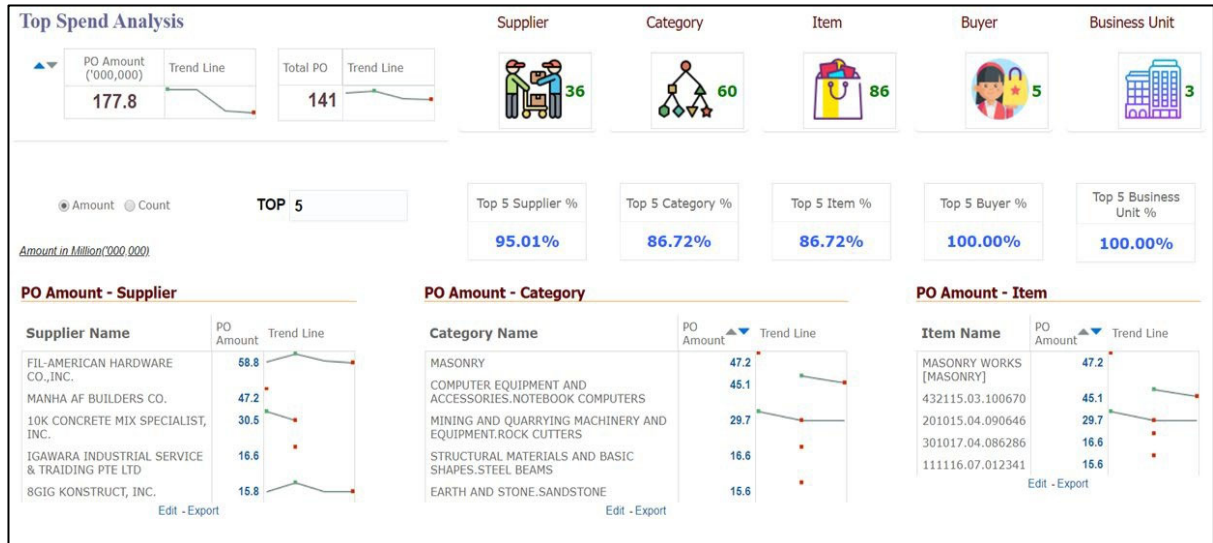 Top Spend Analysis
Supplier
Category
Item
Buyer
Business Unit
PO Amount
('000,000)
Trend Line
177.8
Total PO
Trend Line
141
36
60
86
5
3
Amount
Count
TOP
5
Top 5 Supplier %
95.01%
Top 5 Category %
86.72%
Top 5 Item %
86.72%
Top 5 Buyer %
100.00%
Top 5 Business
Unit %
100.00%
Amount in Million('000,000)
PO Amount - Supplier
Supplier Name
PO
Amount
Trend Line
FIL-AMERICAN HARDWARE
CO.,INC.
58.8
MANHA AF BUILDERS CO.
47.2
10K CONCRETE MIX SPECIALIST,
INC.
30.5
IGAWARA INDUSTRIAL SERVICE
& TRAIDING PTE LTD
16.6
8GIG KONSTRUCT, INC.
15.8
Edit - Export
PO Amount - Category
Category Name
PO
Amount
Trend Line
MASONRY
47.2
COMPUTER EQUIPMENT AND
ACCESSORIES.NOTEBOOK COMPUTERS
45.1
MINING AND QUARRYING MACHINERY AND
EQUIPMENT.ROCK CUTTERS
29.7
STRUCTURAL MATERIALS AND BASIC
SHAPES.STEEL BEAMS
16.6
EARTH AND STONE.SANDSTONE
15.6
Edit - Export
PO Amount - Item
Item Name
PO
Amount
Trend Line
MASONRY WORKS
[MASONRY]
47.2
432115.03.100670
45.1
201015.04.090646
29.7
301017.04.086286
16.6
111116.07.012341
15.6
Edit - Export